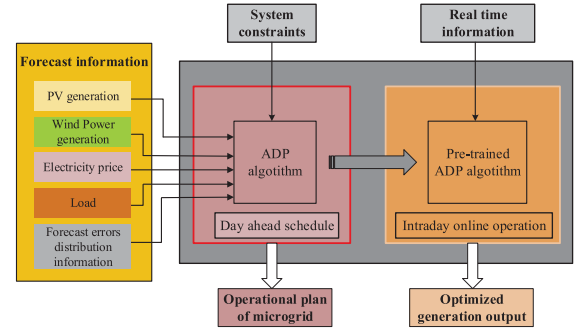 System
constraints
Real time
information
Forecast information
PV generation
Wind Power
generation
Electricity price
Load
Forecast errors
distribution
information
ADP
algotithm
Day ahead schedule
Pre-trained
ADP algorithm
Intraday online operation
Operational plan
of microgrid
Optimized
generation output